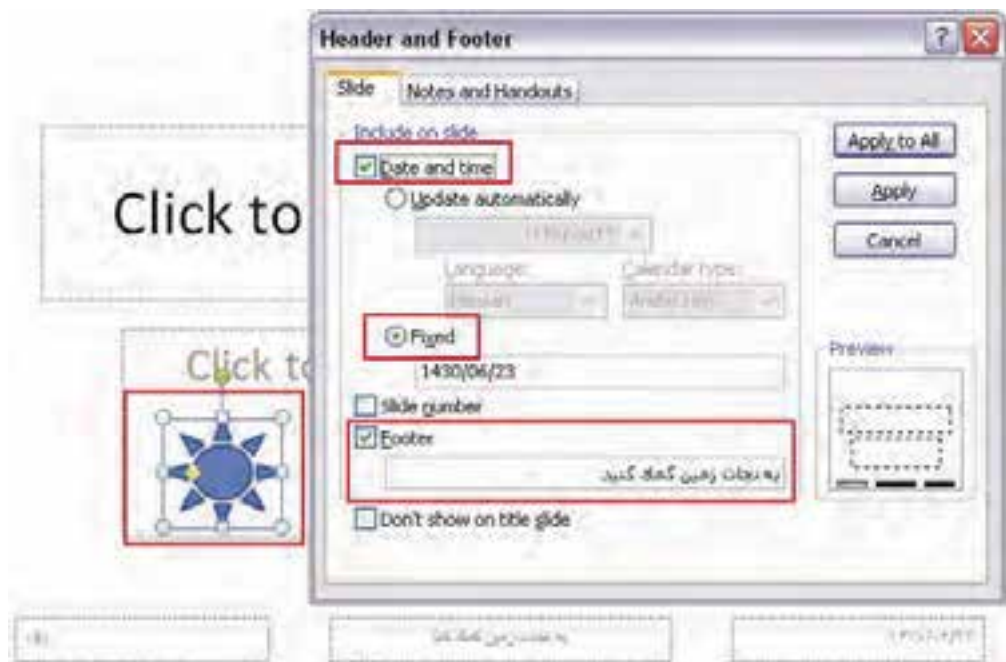 Header and Footer
Slide
Notes and Handouts
Include on slide
Date and time
Update automatically
Language:
Calendar type:
Fixed
1430/06/23
Slide number
Footer
به نجات زمین کمک کنید
Don't show on title slide
Apply to All
Apply
Cancel
Preview
Click to
Click to